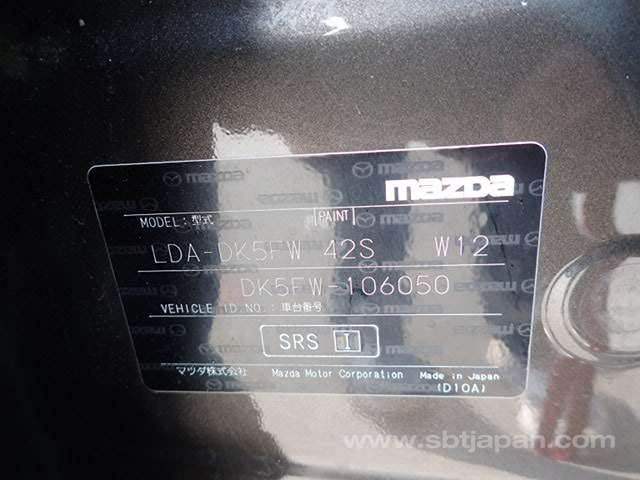 mazda
MODEL:型式 PAINT
LDA-DK5FW 42S W12
DK5FW-106050
VEHICLE ID.NO.:車台番号
SRS I
マツダ株式会社 Mazda Motor Corporation Made in Japan
(D10A)
www.sbtjapan.com